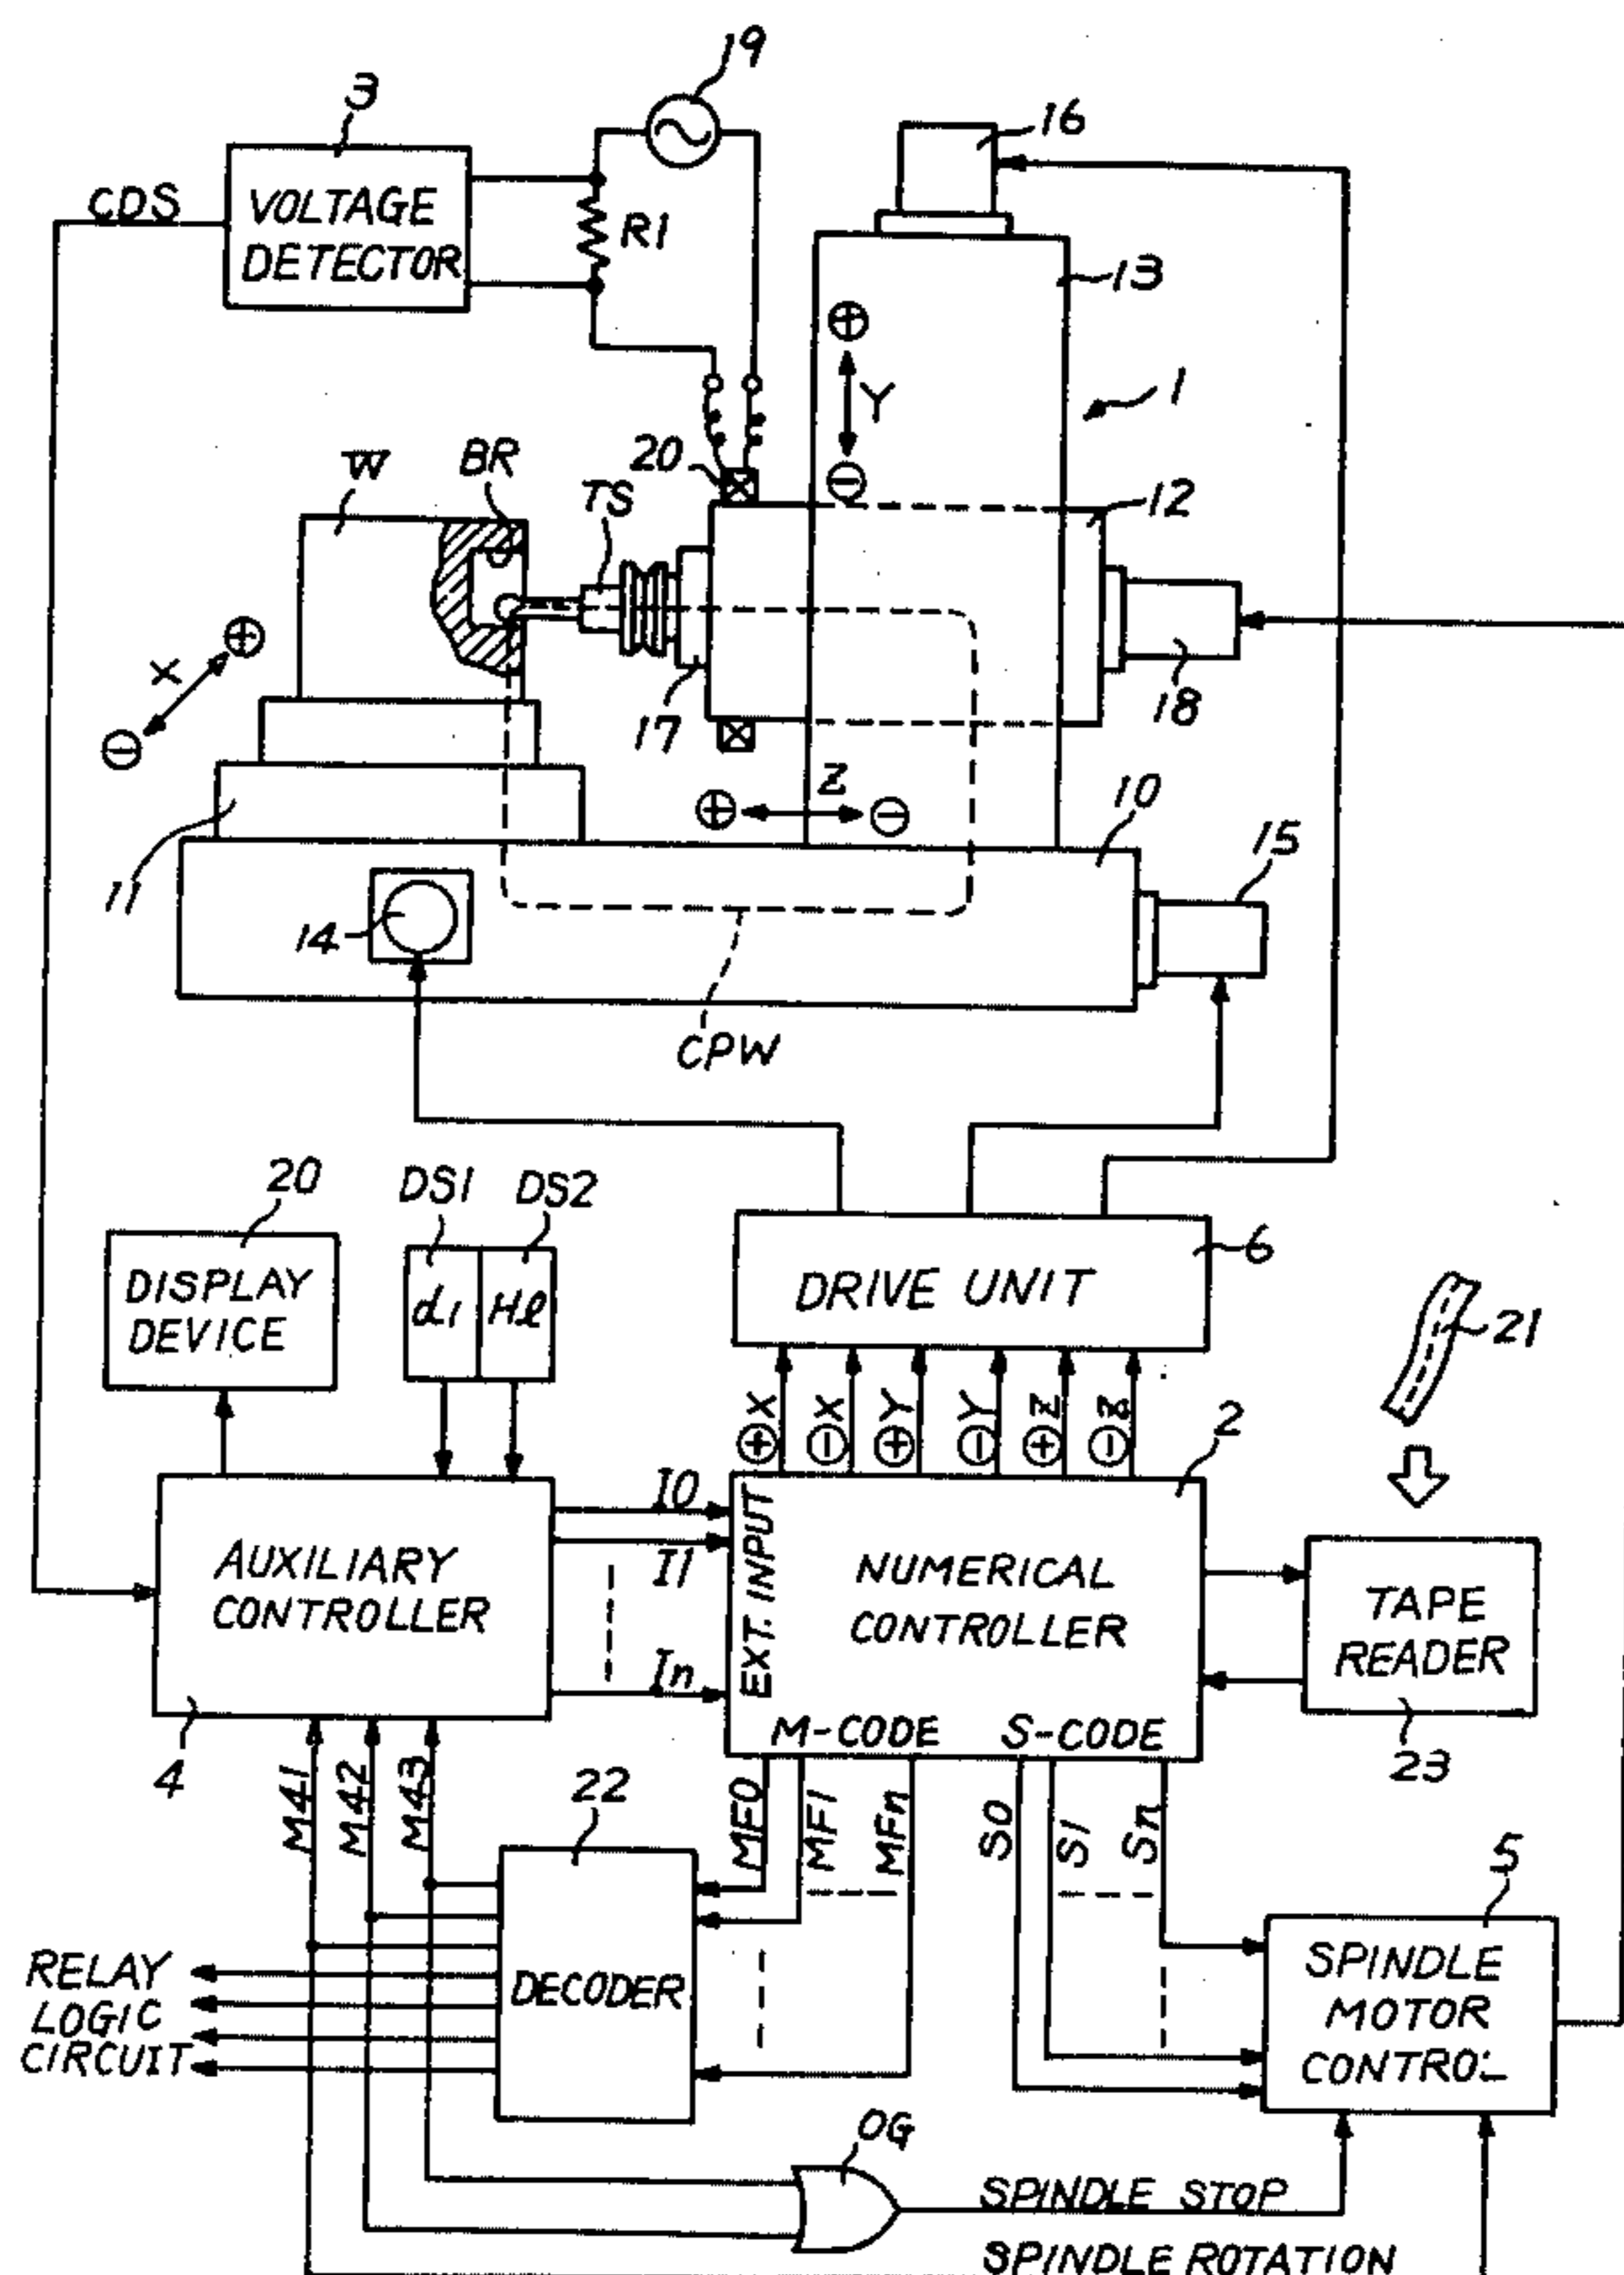 19
3
16
CDS
VOLTAGE
DETECTOR
R1
13
Y
1
W
BR
20
TS
12
X
17
18
Z
10
15
11
14
CPW
20
DS1
DS2
DISPLAY
DEVICE
d1
Hl
DRIVE UNIT
6
21
⊕X
⊖X
⊕Y
⊖Y
⊕Z
⊖Z
2
AUXILIARY
CONTROLLER
I0
I1
In
EXT. INPUT
NUMERICAL
CONTROLLER
TAPE
READER
M-CODE
S-CODE
4
23
M41
M42
M43
22
MF0
MF1
MFn
S0
S1
Sn
5
DECODER
RELAY
LOGIC
CIRCUIT
SPINDLE
MOTOR
CONTROL
OG
SPINDLE STOP
SPINDLE ROTATION